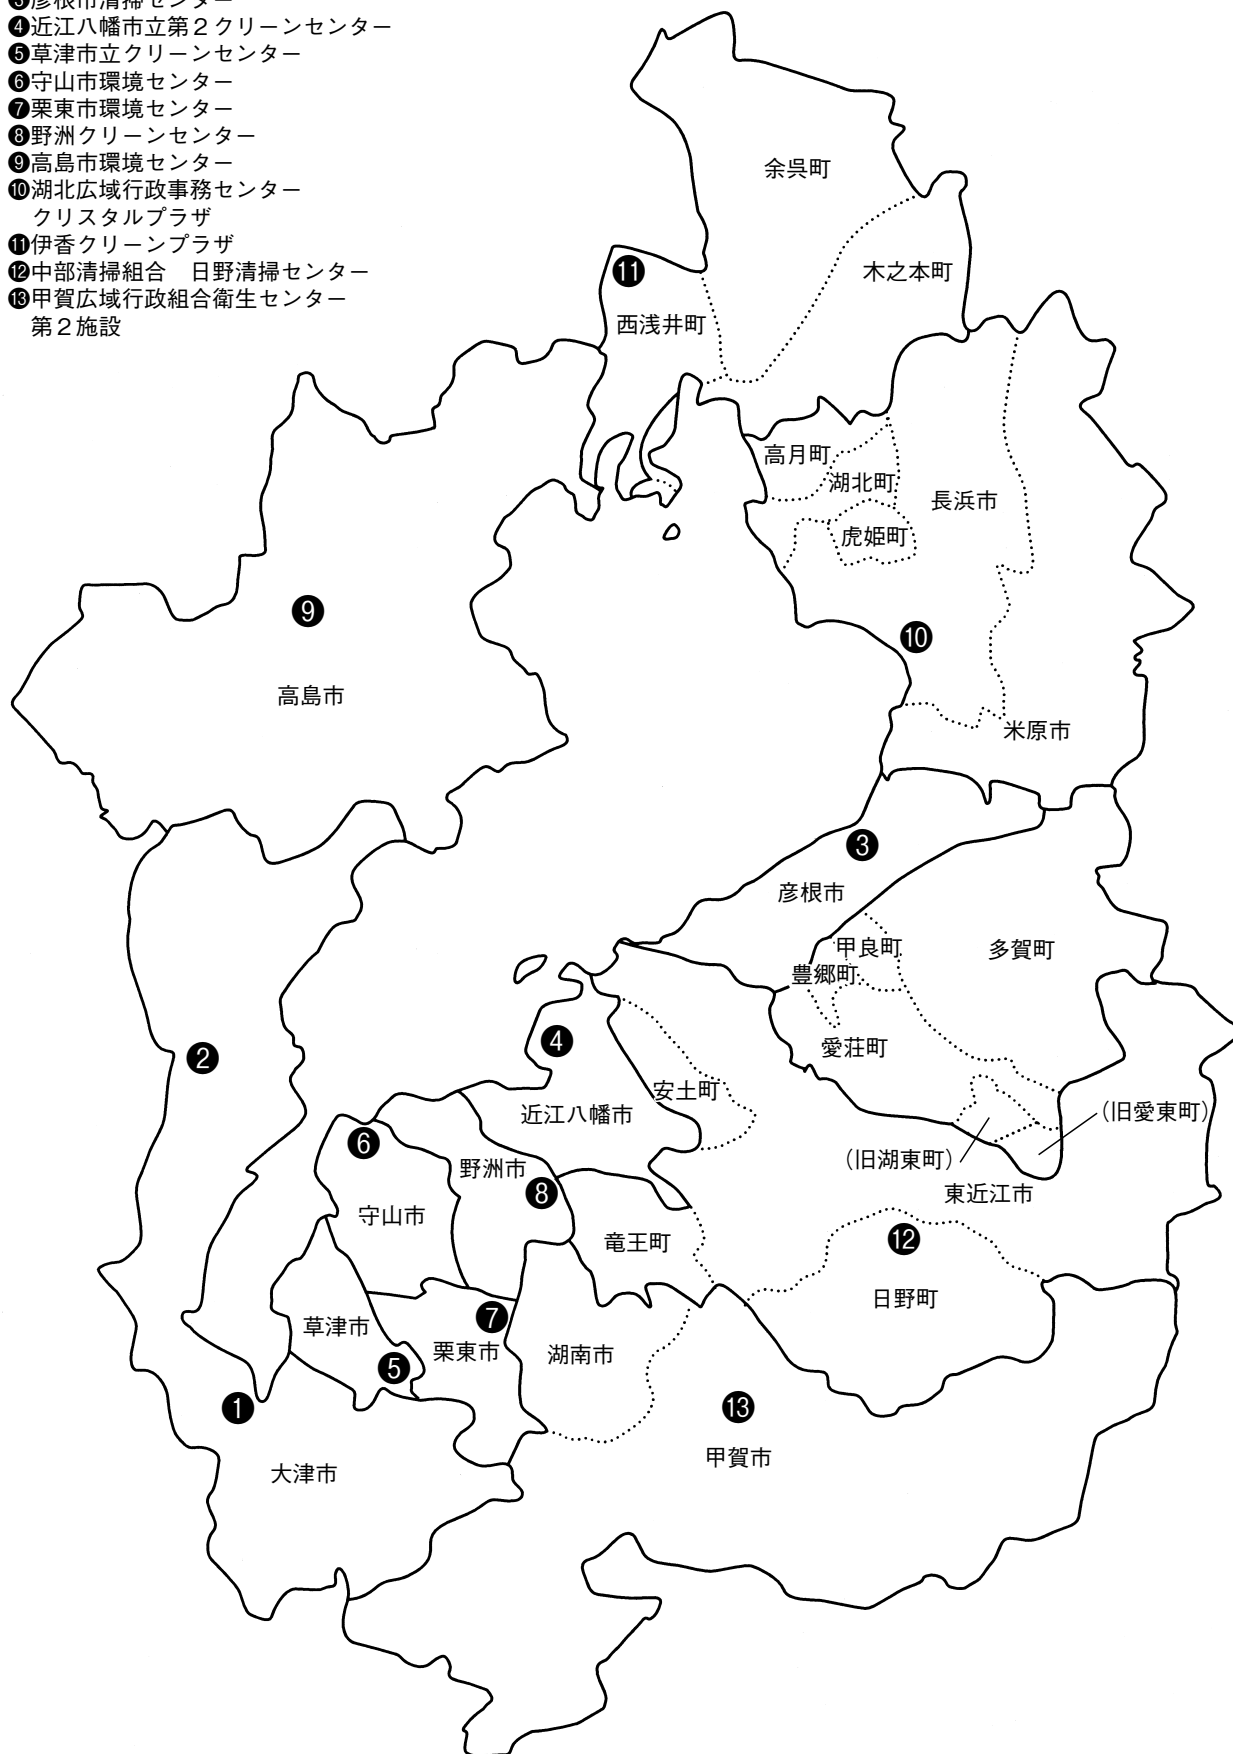 ❸彦根市清掃センター
❹近江八幡市立第２クリーンセンター
❺草津市立クリーンセンター
❻守山市環境センター
❼栗東市環境センター
❽野洲クリーンセンター
❾高島市環境センター
❿湖北広域行政事務センター
クリスタルプラザ
⓫伊香クリーンプラザ
⓬中部清掃組合　日野清掃センター
⓭甲賀広域行政組合衛生センター
第２施設
余呉町
⓫
木之本町
西浅井町
高月町
湖北町
長浜市
虎姫町
❾
❿
高島市
米原市
❸
彦根市
甲良町
多賀町
豊郷町
❹
愛荘町
❷
安土町
近江八幡市
（旧愛東町）
❻
野洲市
（旧湖東町）
❽
東近江市
守山市
⓬
竜王町
日野町
❼
草津市
栗東市
湖南市
❺
❶
⓭
甲賀市
大津市